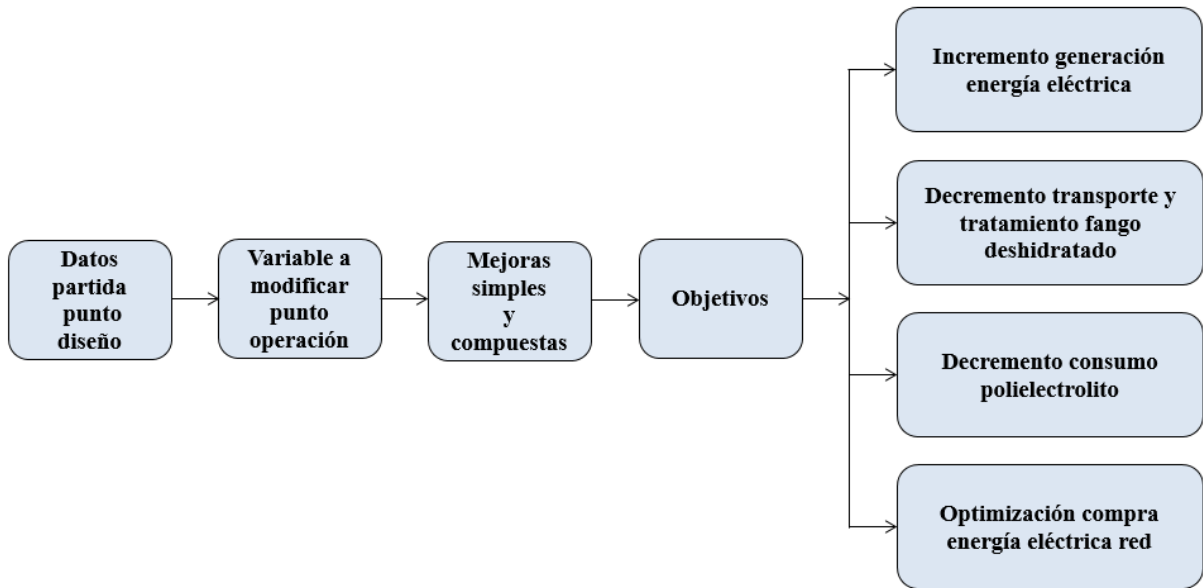 Datos
partida
punto
diseño
Variable a
modificar
punto
operación
Mejoras
simples
y
compuestas
Objetivos
Incremento generación
energía eléctrica
Decremento transporte y
tratamiento fango
deshidratado
Decremento consumo
polielectrolito
Optimización compra
energía eléctrica red